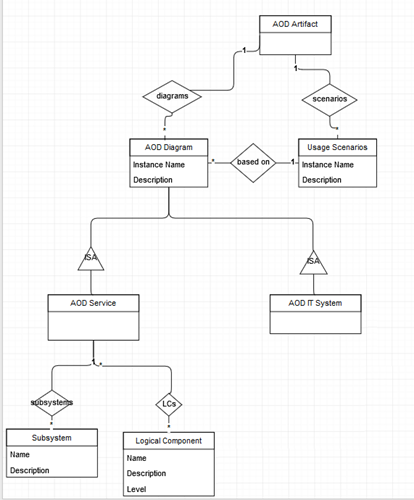 AOD Artifact
1
1
diagrams
scenarios
*
*
AOD Diagram
Instance Name
Description
*
based on
1
Usage Scenarios
Instance Name
Description
ISA
ISA
AOD Service
AOD IT System
1
*
subsystems
LCs
*
*
Subsystem
Name
Description
Logical Component
Name
Description
Level